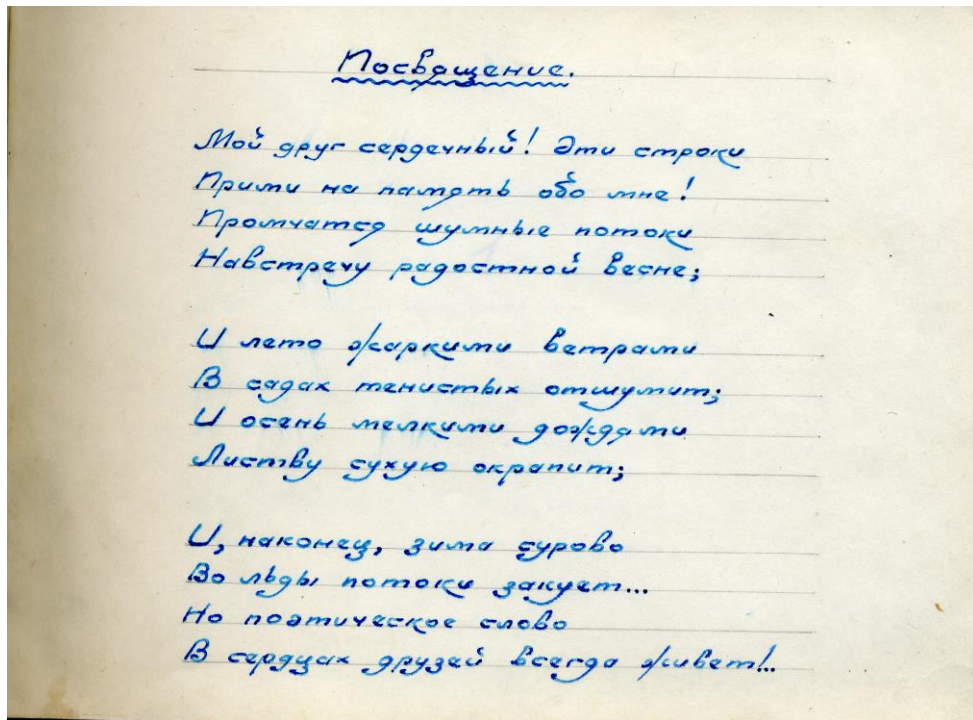 Посвящение.
Мой друг сердечный! Эти строки
Прими на память обо мне!
Промчатся шумные потоки
Навстречу радостной весне;
И лето жаркими ветрами
В садах тенистых отшумит;
И осень мелкими дождями
Листву сухую окрапит;
И, наконец, зима сурово
Во льды потоки закует...
Но поэтическое слово
В сердцах друзей всегда живет!..